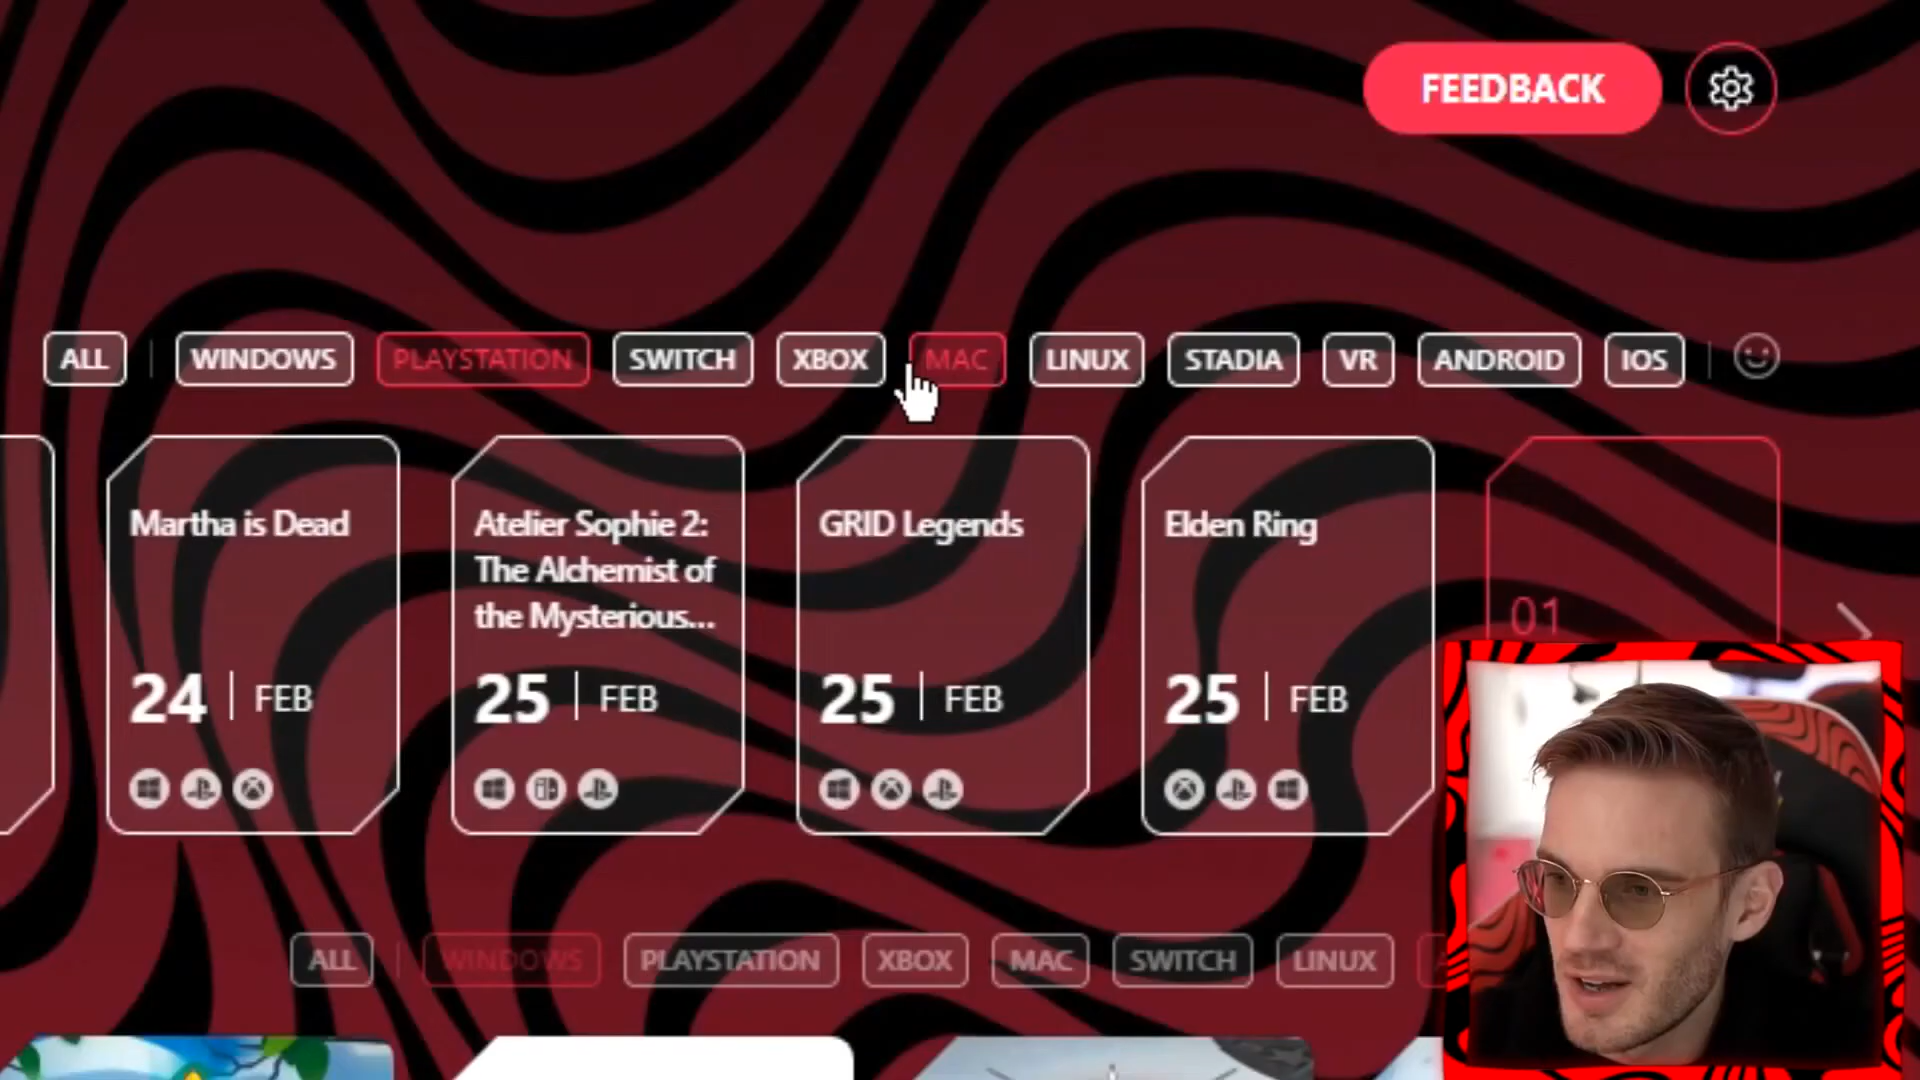 FEEDBACK
ALL WINDOWS PLAYSTATION SWITCH XBOX MAC LINUX STADIA VR ANDROID IOS
Martha is Dead
24 FEB
Atelier Sophie 2:
The Alchemist of
the Mysterious...
25 FEB
GRID Legends
25 FEB
Elden Ring
25 FEB
01
ALL WINDOWS PLAYSTATION XBOX MAC SWITCH LINUX